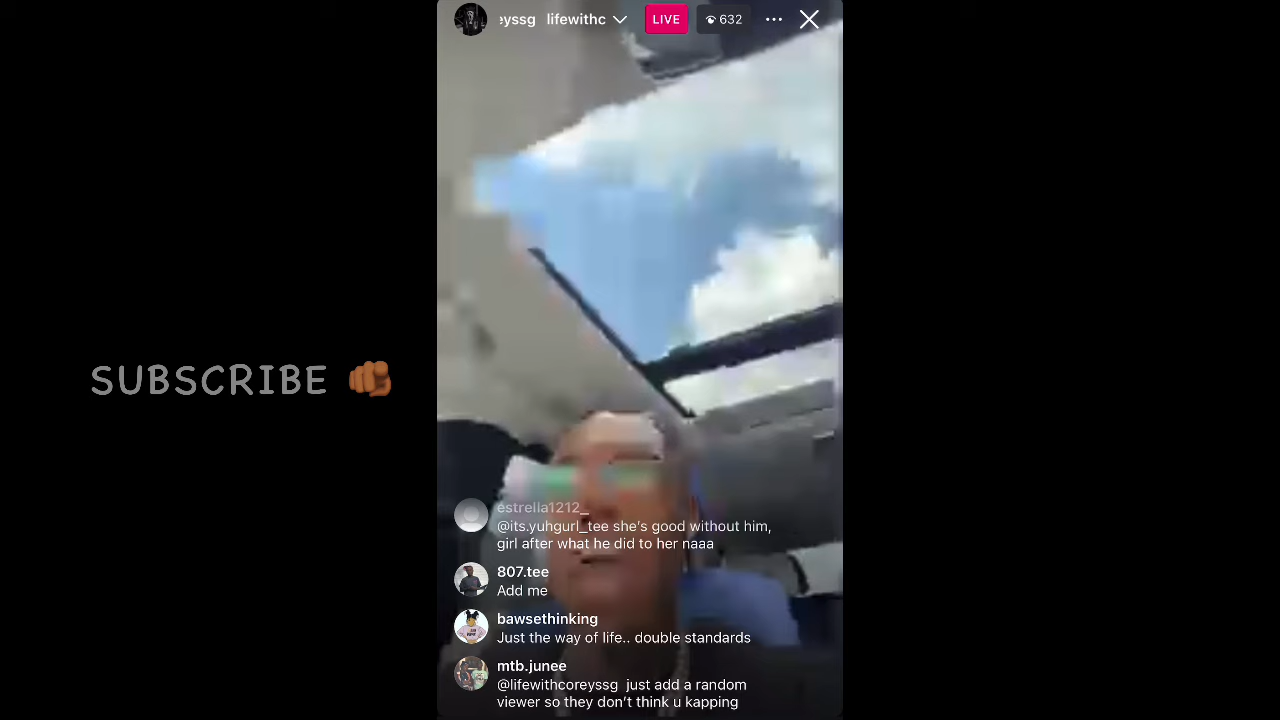 eyssg lifewithc
LIVE
632
SUBSCRIBE
estrella1212_
@its.yuhgurl_tee she's good without him,
girl after what he did to her naaa
807.tee
Add me
bawsethinking
Just the way of life.. double standards
mtb.junee
@lifewithcoreyssg just add a random
viewer so they don't think u kapping